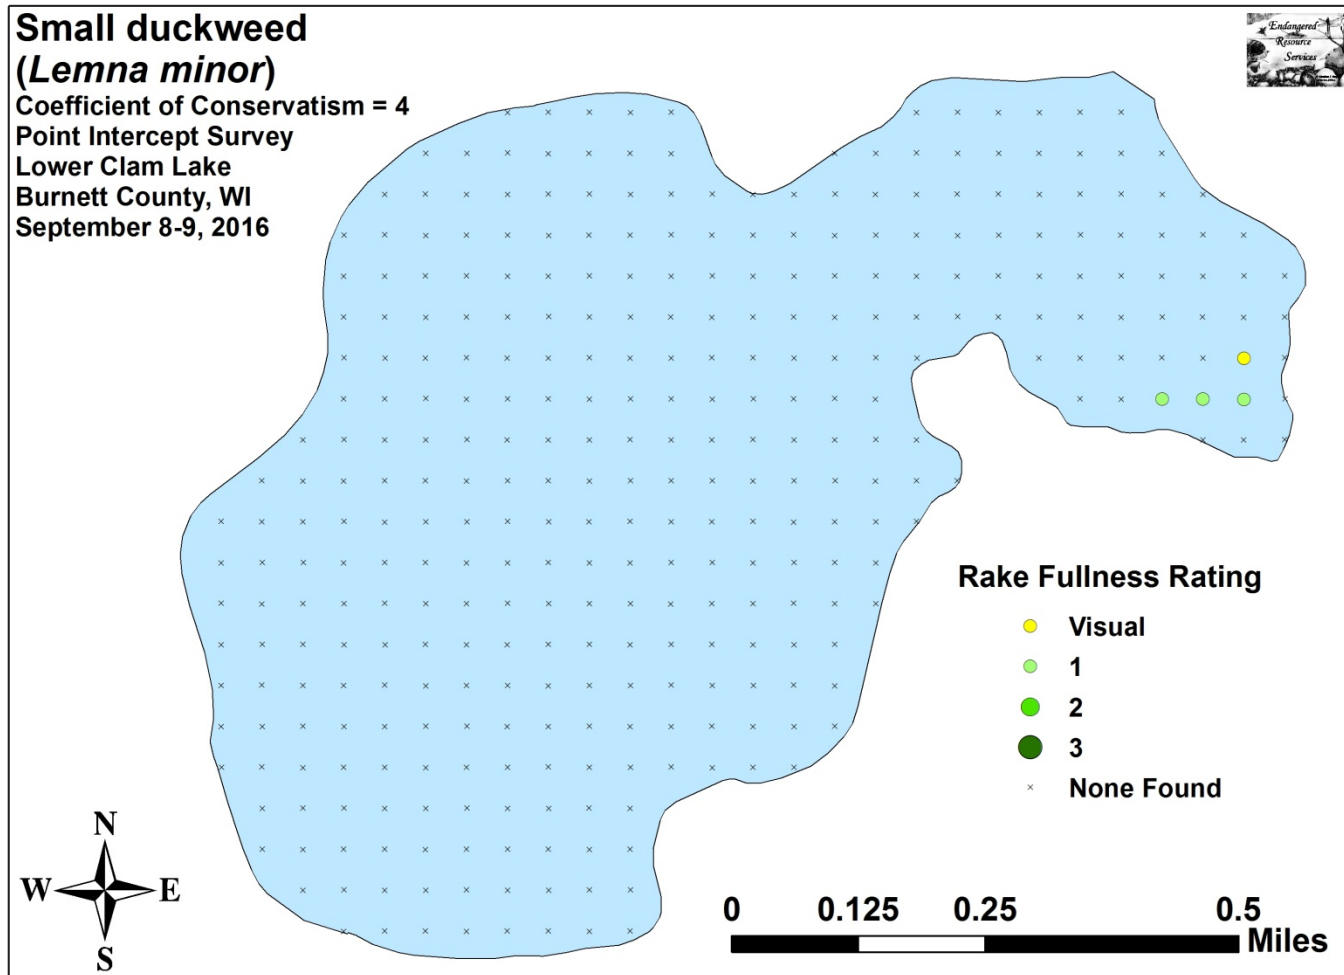 Small duckweed
(Lemna minor)
Coefficient of Conservatism = 4
Point Intercept Survey
Lower Clam Lake
Burnett County, WI
September 8-9, 2016
Endangered
Resource
Services
Rake Fullness Rating
Visual
1
2
3
None Found
N
W E
S
0 0.125 0.25 0.5
Miles